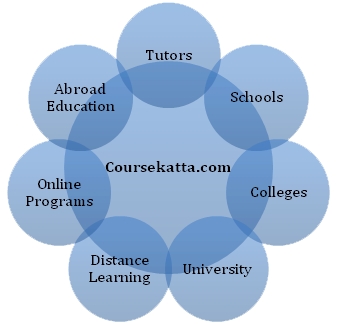 Tutors
Schools
Colleges
University
Distance
Learning
Online
Programs
Abroad
Education
Coursekatta.com